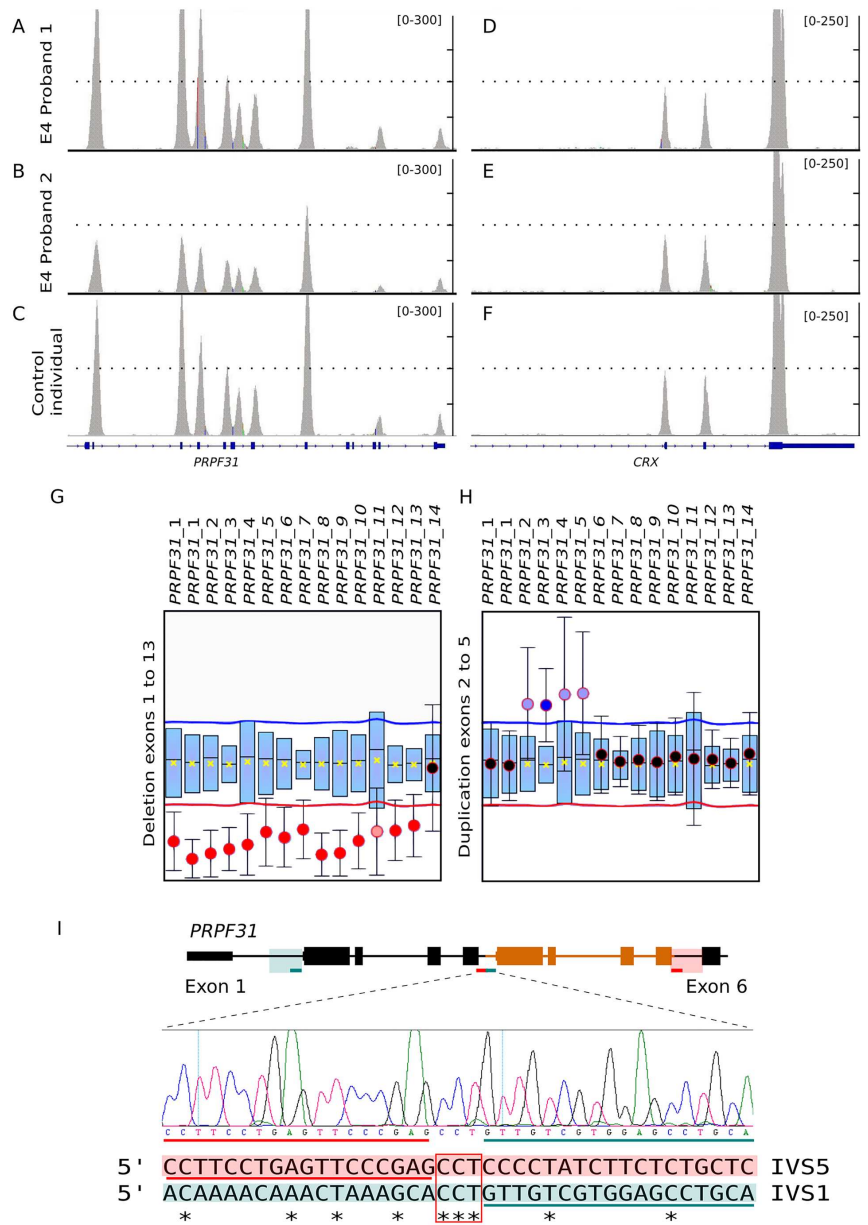 A
E4 Proband 1
[0-300]
D
[0-250]
B
E4 Proband 2
[0-300]
E
[0-250]
C
Control
individual
[0-300]
F
[0-250]
PRPF31
CRX
G
PRPF31_1
PRPF31_1
PRPF31_2
PRPF31_3
PRPF31_4
PRPF31_5
PRPF31_6
PRPF31_7
PRPF31_8
PRPF31_9
PRPF31_10
PRPF31_11
PRPF31_12
PRPF31_13
PRPF31_14
Deletion exons 1 to 13
H
PRPF31_1
PRPF31_1
PRPF31_2
PRPF31_3
PRPF31_4
PRPF31_5
PRPF31_6
PRPF31_7
PRPF31_8
PRPF31_9
PRPF31_10
PRPF31_11
PRPF31_12
PRPF31_13
PRPF31_14
Duplication exons 2 to 5
I
PRPF31
Exon 1
Exon 6
CCTTCCTGAGTTCCCGAGCCTGTTGTCGTGGAGCCTGCA
5' CCTTCCTGAGTTCCCGAGCCTCCCCTATCTTCTCTGCTC IVS5
5' ACAAAACAAACTAAAGCACCTGTTGTCGTGGAGCCTGCA IVS1
* * * * *** * *